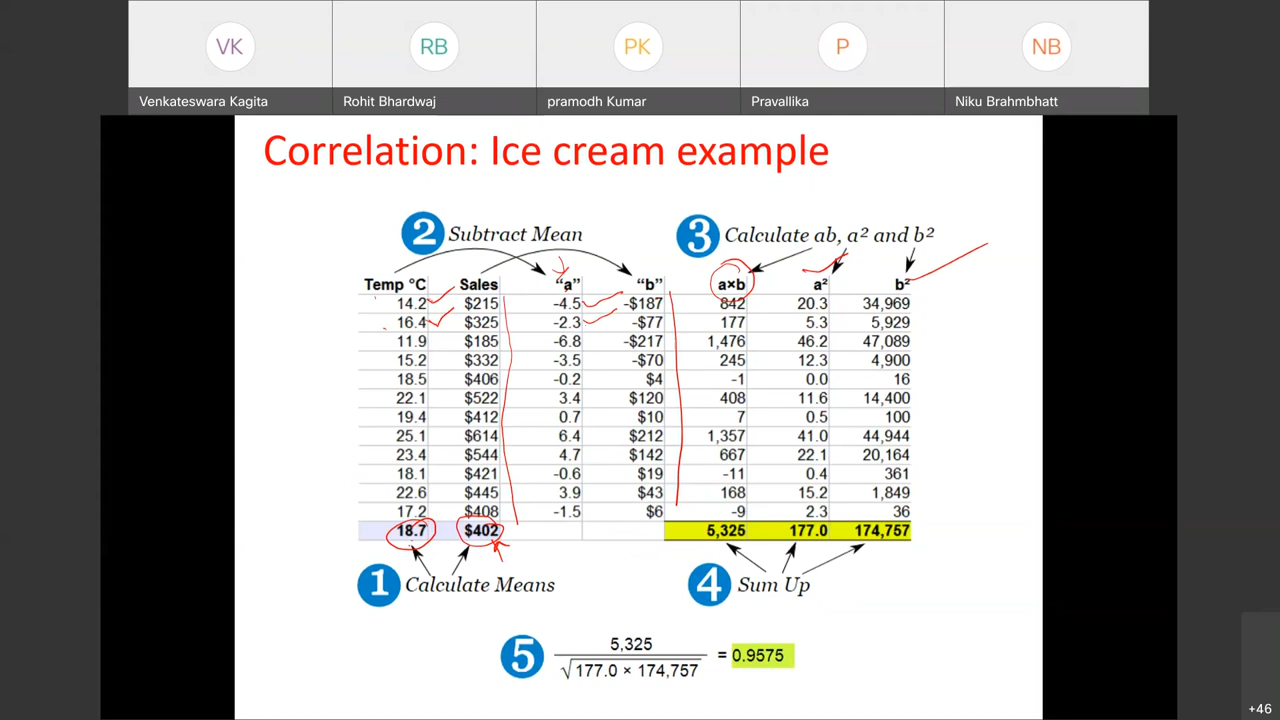 VK RB PK P NB
Venkateswara Kagita Rohit Bhardwaj pramodh Kumar Pravallika Niku Brahmbhatt
Correlation: Ice cream example
2 Subtract Mean 3 Calculate ab, a² and b²
Temp °C Sales “a” “b” a×b a² b²
14.2 $215 -4.5 -$187 842 20.3 34,969
16.4 $325 -2.3 -$77 177 5.3 5,929
11.9 $185 -6.8 -$217 1,476 46.2 47,089
15.2 $332 -3.5 -$70 245 12.3 4,900
18.5 $406 -0.2 $4 -1 0.0 16
22.1 $522 3.4 $120 408 11.6 14,400
19.4 $412 0.7 $10 7 0.5 100
25.1 $614 6.4 $212 1,357 41.0 44,944
23.4 $544 4.7 $142 667 22.1 20,164
18.1 $421 -0.6 $19 -11 0.4 361
22.6 $445 3.9 $43 168 15.2 1,849
17.2 $408 -1.5 $6 -9 2.3 36
18.7 $402 5,325 177.0 174,757
1 Calculate Means 4 Sum Up
5 5,325
√177.0 × 174,757 = 0.9575
+46